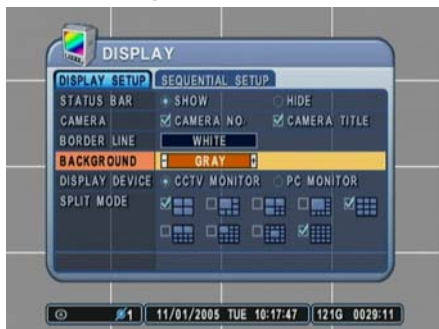 DISPLAY
DISPLAY SETUP SEQUENTIAL SETUP
STATUS BAR SHOW HIDE
CAMERA CAMERA NO. CAMERA TITLE
BORDER LINE WHITE
BACKGROUND GRAY
DISPLAY DEVICE CCTV MONITOR PC MONITOR
SPLIT MODE
1 11/01/2005 TUE 10:17:47 121G 0029:11